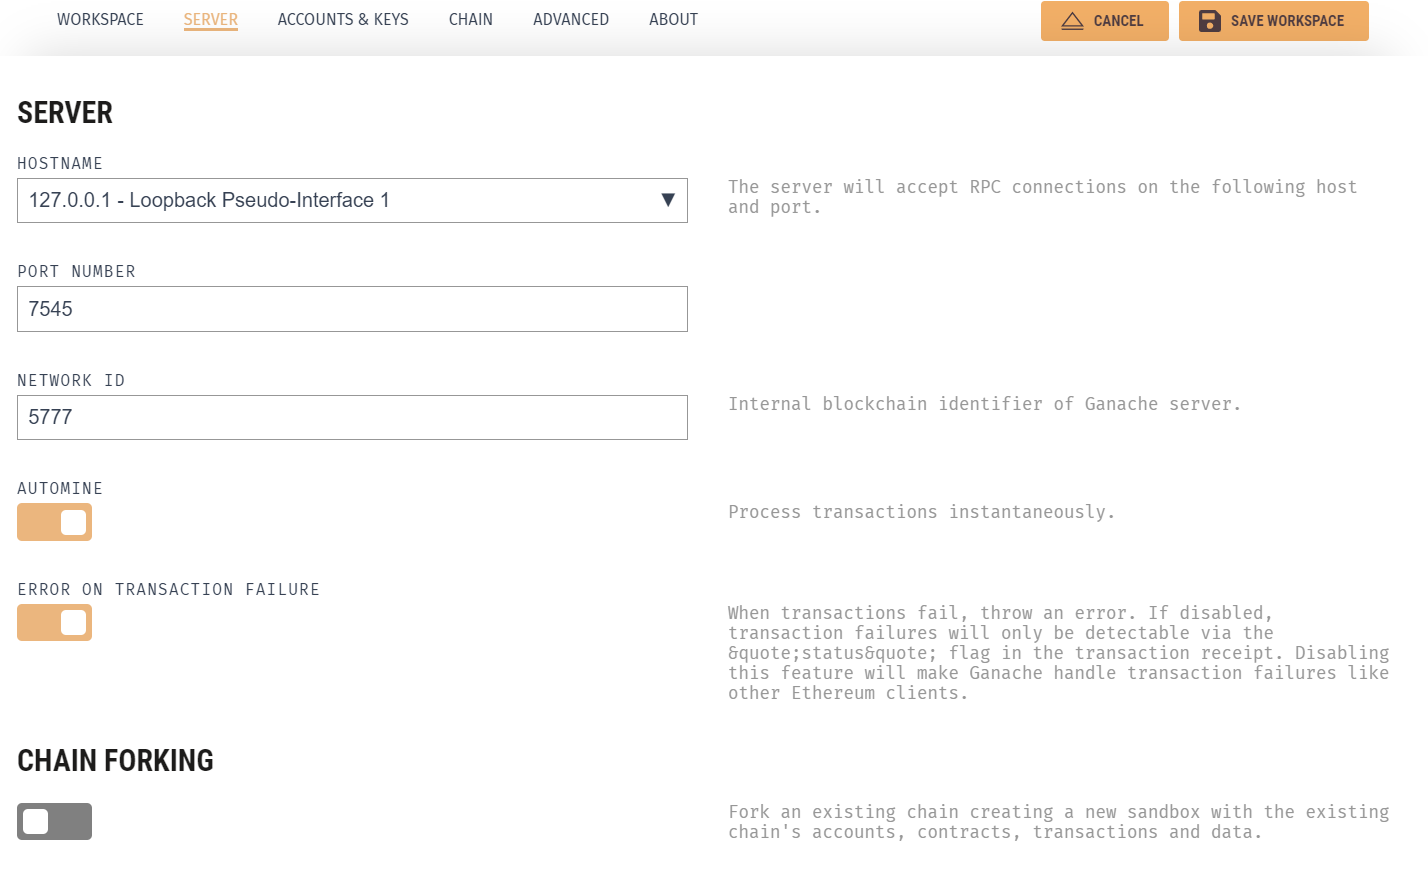 WORKSPACE SERVER ACCOUNTS & KEYS CHAIN ADVANCED ABOUT CANCEL SAVE WORKSPACE
SERVER
HOSTNAME
127.0.0.1 - Loopback Pseudo-Interface 1
The server will accept RPC connections on the following host
and port.
PORT NUMBER
7545
NETWORK ID
5777
Internal blockchain identifier of Ganache server.
AUTOMINE
Process transactions instantaneously.
ERROR ON TRANSACTION FAILURE
When transactions fail, throw an error. If disabled,
transaction failures will only be detectable via the
&quote;status&quote; flag in the transaction receipt. Disabling
this feature will make Ganache handle transaction failures like
other Ethereum clients.
CHAIN FORKING
Fork an existing chain creating a new sandbox with the existing
chain's accounts, contracts, transactions and data.